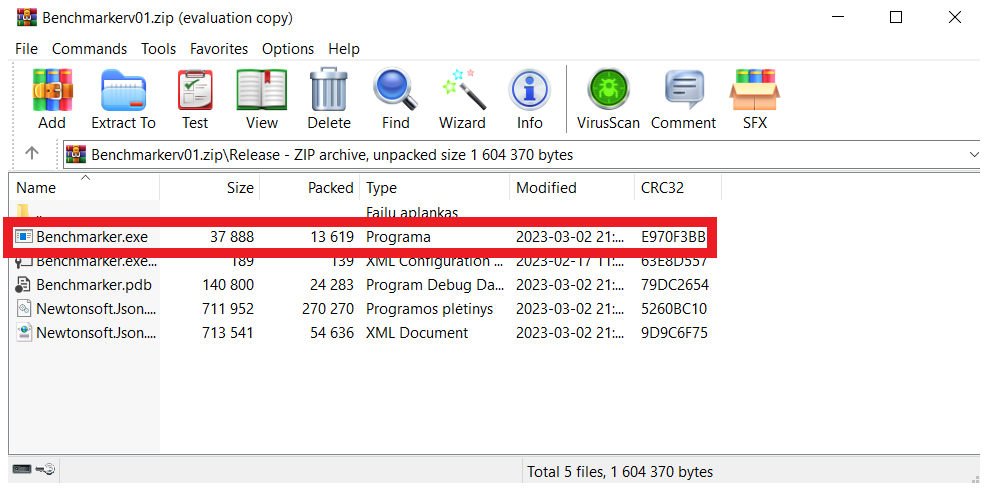 Benchmarkerv01.zip (evaluation copy)
File Commands Tools Favorites Options Help
Add Extract To Test View Delete Find Wizard Info VirusScan Comment SFX
Benchmarkerv01.zip\Release - ZIP archive, unpacked size 1 604 370 bytes
Name Size Packed Type Modified CRC32
.. Failų aplankas
Benchmarker.exe 37 888 13 619 Programa 2023-03-02 21:... E970F3BB
Benchmarker.exe... 189 139 XML Configuration ... 2023-02-17 11:... 63E8D557
Benchmarker.pdb 140 800 24 283 Program Debug Da... 2023-03-02 21:... 79DC2654
Newtonsoft.Json.... 711 952 270 270 Programos plėtinys 2023-03-02 21:... 5260BC10
Newtonsoft.Json.... 713 541 54 636 XML Document 2023-03-02 21:... 9D9C6F75
Total 5 files, 1 604 370 bytes